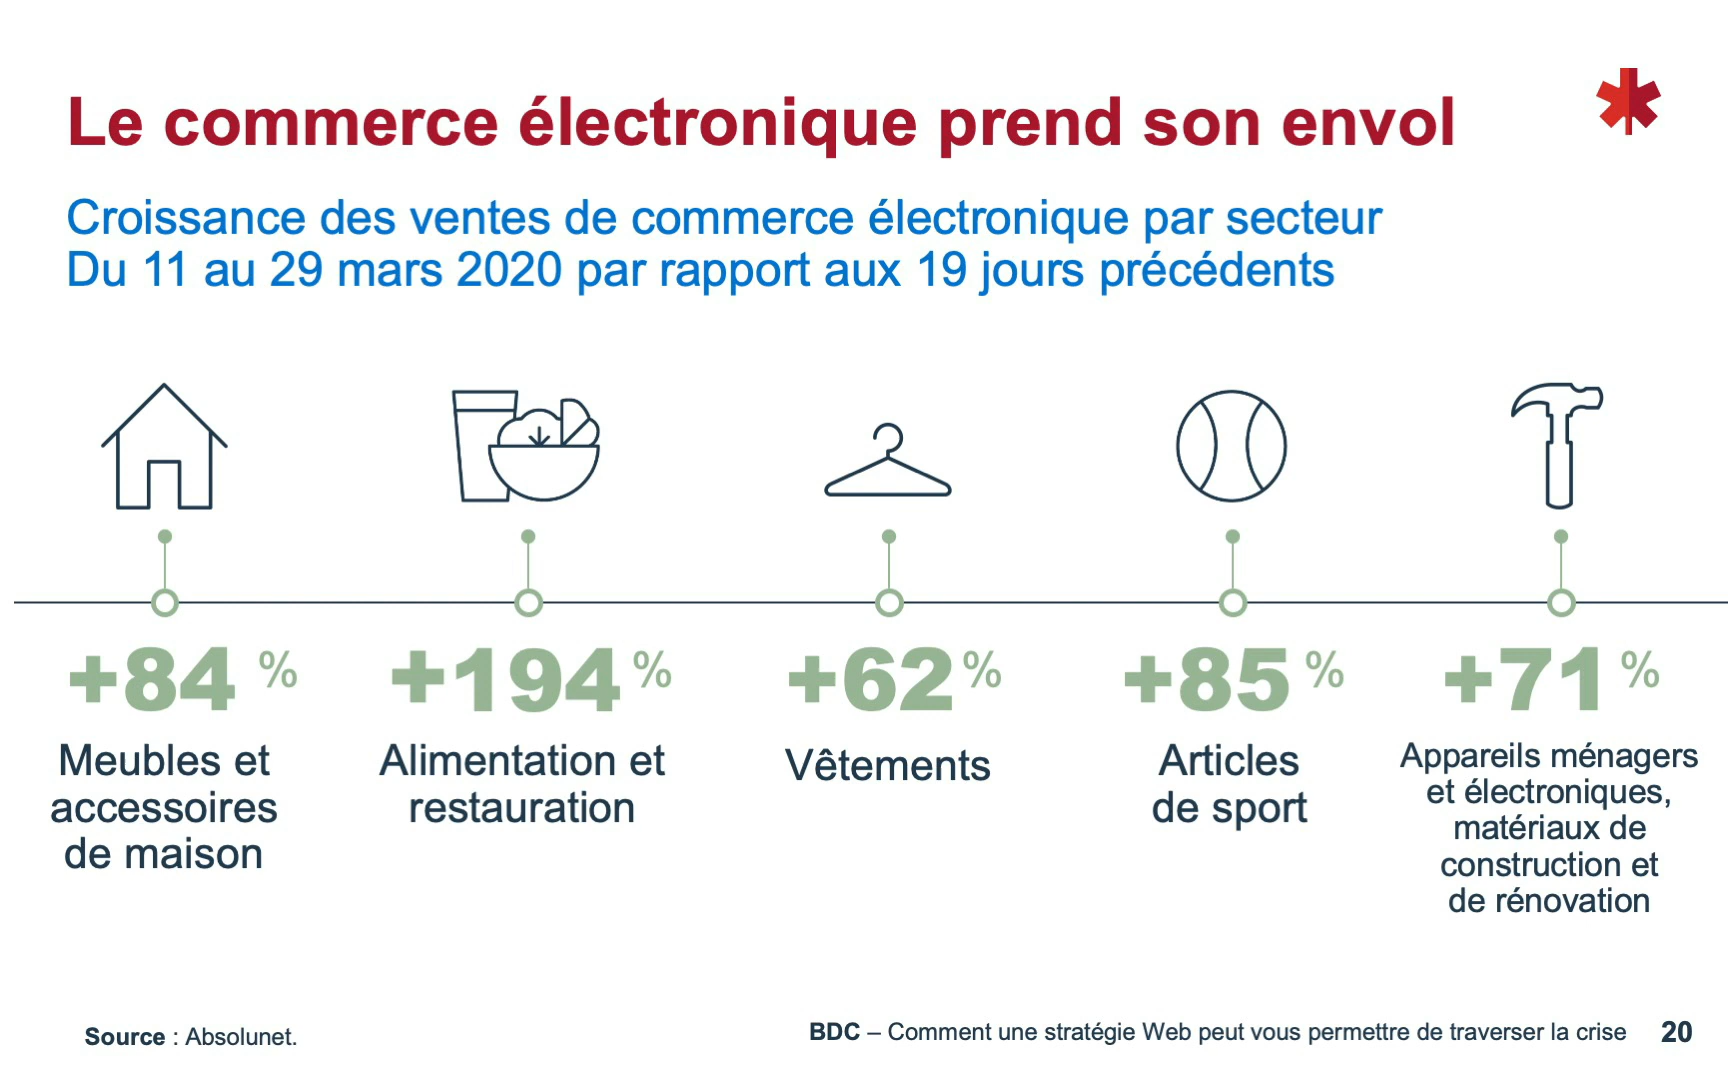 Le commerce électronique prend son envol
Croissance des ventes de commerce électronique par secteur
Du 11 au 29 mars 2020 par rapport aux 19 jours précédents
+84 %
Meubles et
accessoires
de maison
+194 %
Alimentation et
restauration
+62 %
Vêtements
+85 %
Articles
de sport
+71 %
Appareils ménagers
et électroniques,
matériaux de
construction et
de rénovation
Source : Absolunet.
BDC – Comment une stratégie Web peut vous permettre de traverser la crise 20